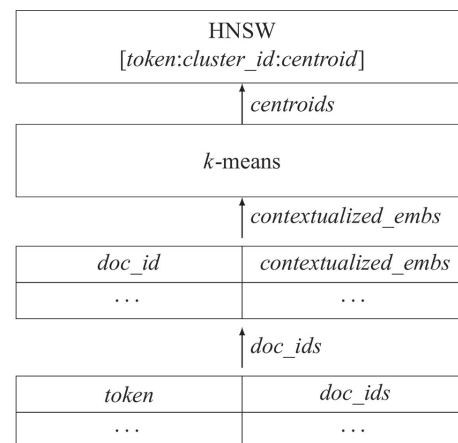 HNSW
[token:cluster_id:centroid]
centroids
k-means
contextualized_embs
doc_id contextualized_embs
... ...
doc_ids
token doc_ids
... ...